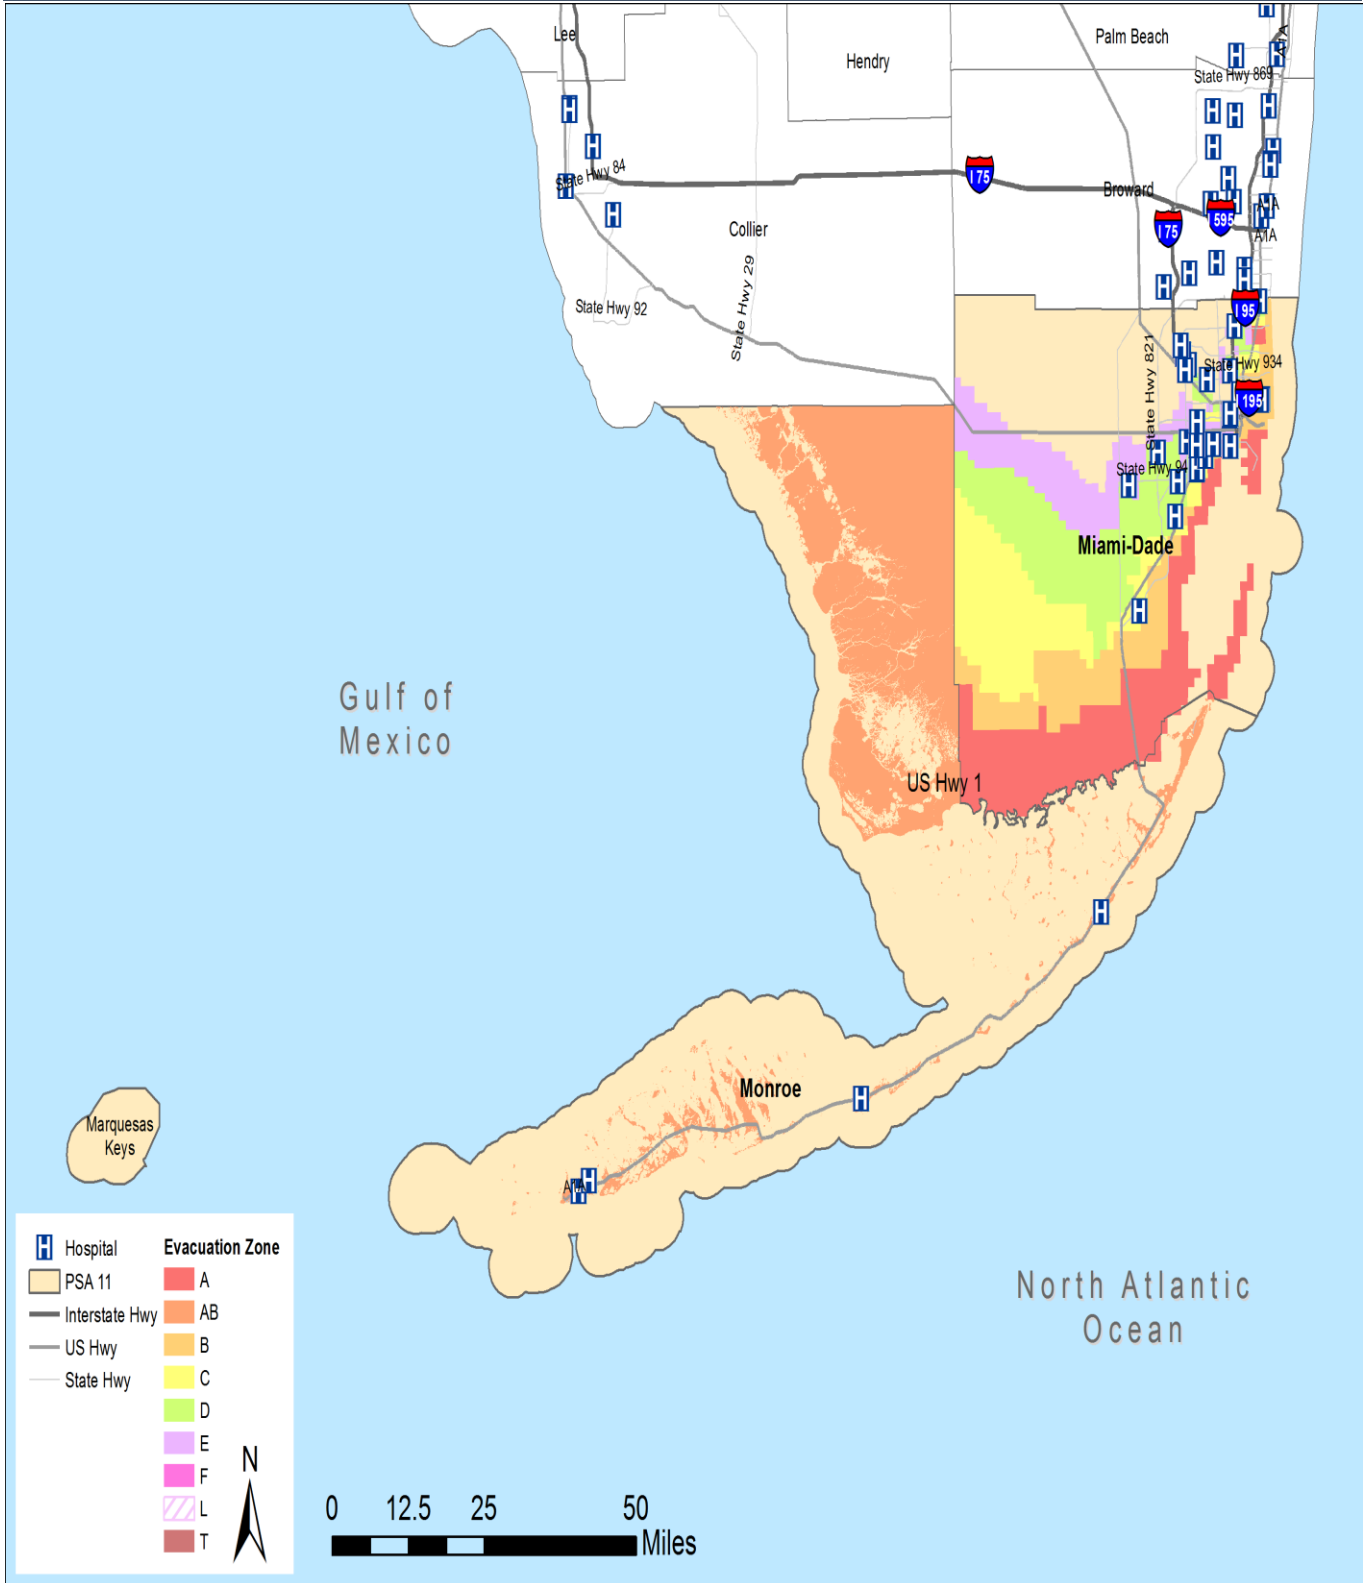 Lee
Hendry
Palm Beach
A1A
State Hwy 869
I 75
State Hwy 84
Broward
A1A
I 595
I 75
A1A
Collier
State Hwy 29
State Hwy 92
I 95
State Hwy 821
State Hwy 934
I 195
State Hwy 94
Miami-Dade
Gulf of
Mexico
US Hwy 1
Monroe
Marquesas
Keys
A1A
North Atlantic
Ocean
H Hospital
PSA 11
Interstate Hwy
US Hwy
State Hwy
Evacuation Zone
A
AB
B
C
D
E
F
L
T
N
0 12.5 25 50
Miles